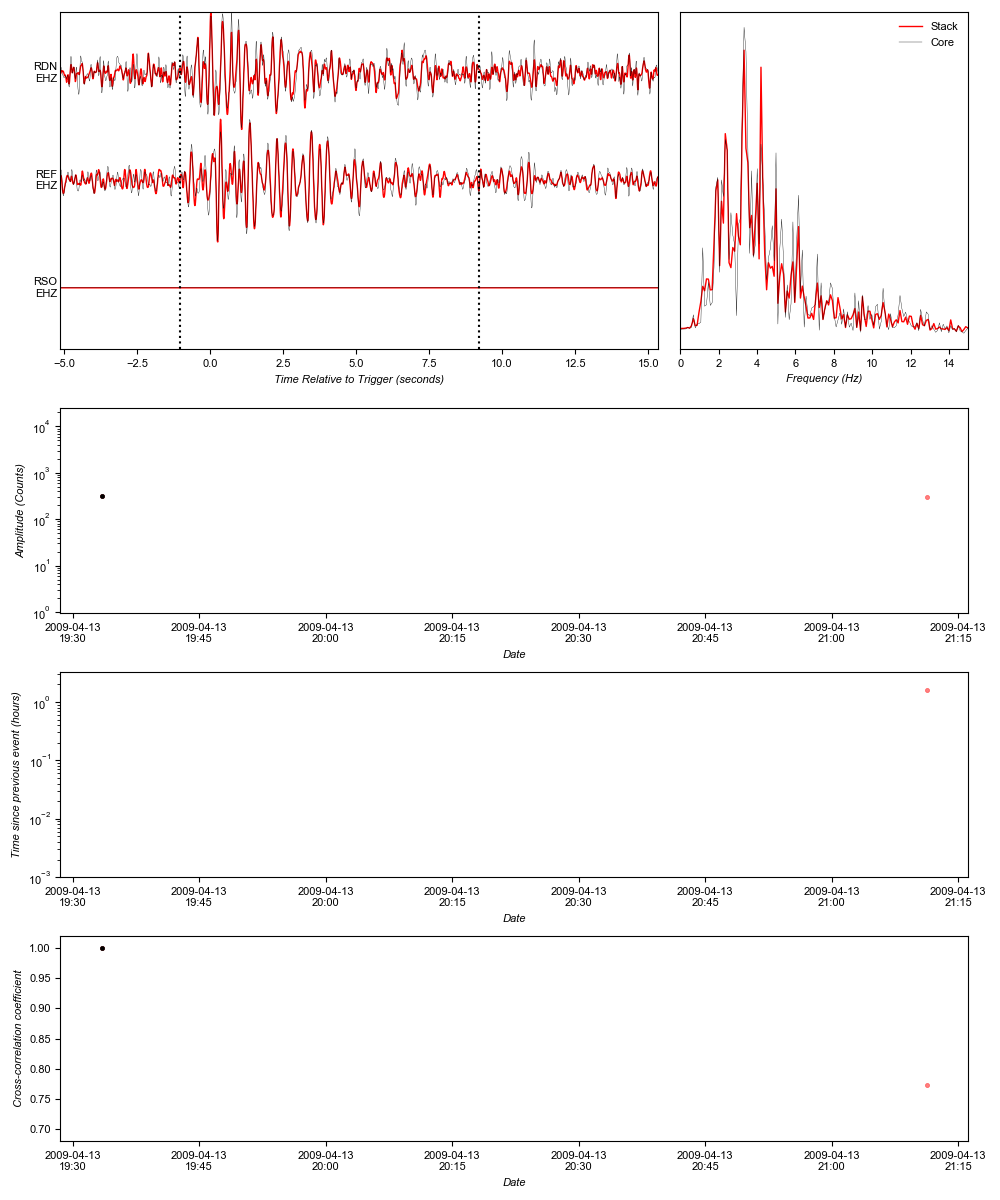 RDN
EHZ
REF
EHZ
RSO
EHZ
−5.0 −2.5 0.0 2.5 5.0 7.5 10.0 12.5 15.0
Time Relative to Trigger (seconds)
Stack
Core
0 2 4 6 8 10 12 14
Frequency (Hz)
10^4
10^3
10^2
10^1
10^0
Amplitude (Counts)
2009-04-13 2009-04-13 2009-04-13 2009-04-13 2009-04-13 2009-04-13 2009-04-13 2009-04-13
19:30 19:45 20:00 20:15 20:30 20:45 21:00 21:15
Date
10^0
10^−1
10^−2
10^−3
Time since previous event (hours)
2009-04-13 2009-04-13 2009-04-13 2009-04-13 2009-04-13 2009-04-13 2009-04-13 2009-04-13
19:30 19:45 20:00 20:15 20:30 20:45 21:00 21:15
Date
1.00
0.95
0.90
0.85
0.80
0.75
0.70
Cross-correlation coefficient
2009-04-13 2009-04-13 2009-04-13 2009-04-13 2009-04-13 2009-04-13 2009-04-13 2009-04-13
19:30 19:45 20:00 20:15 20:30 20:45 21:00 21:15
Date